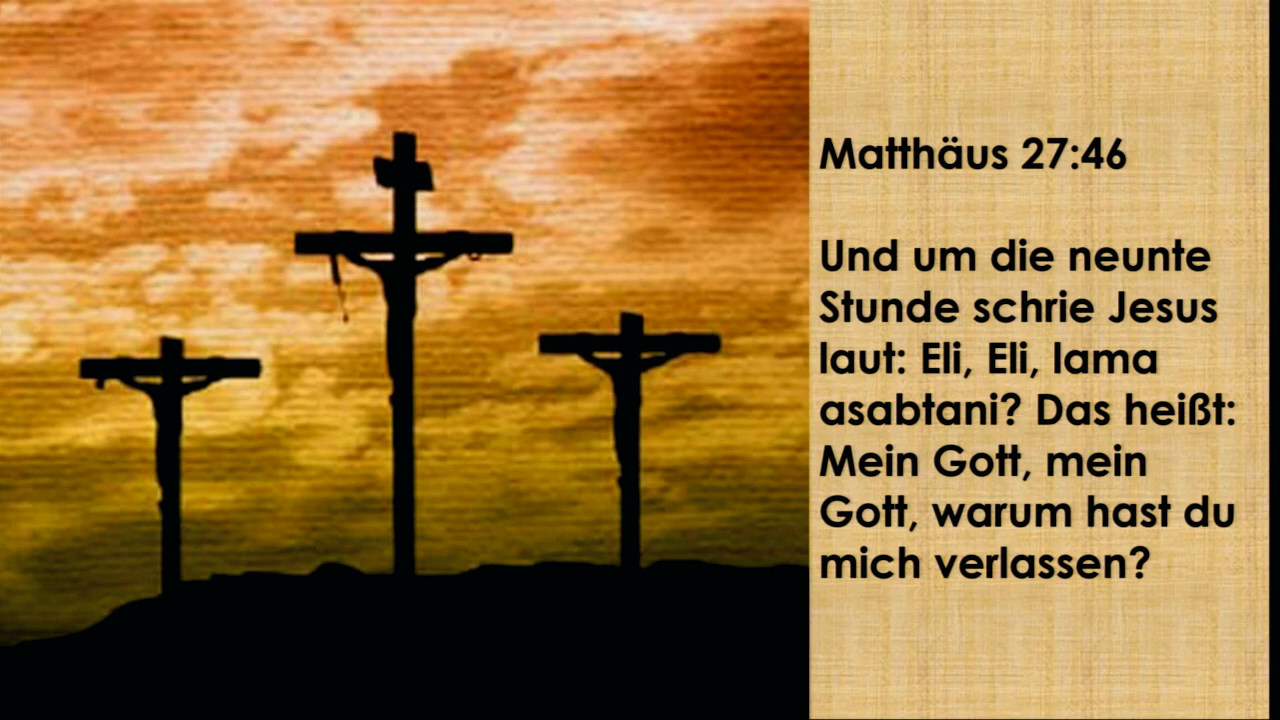 Matthäus 27:46
Und um die neunte
Stunde schrie Jesus
laut: Eli, Eli, lama
asabtani? Das heißt:
Mein Gott, mein
Gott, warum hast du
mich verlassen?